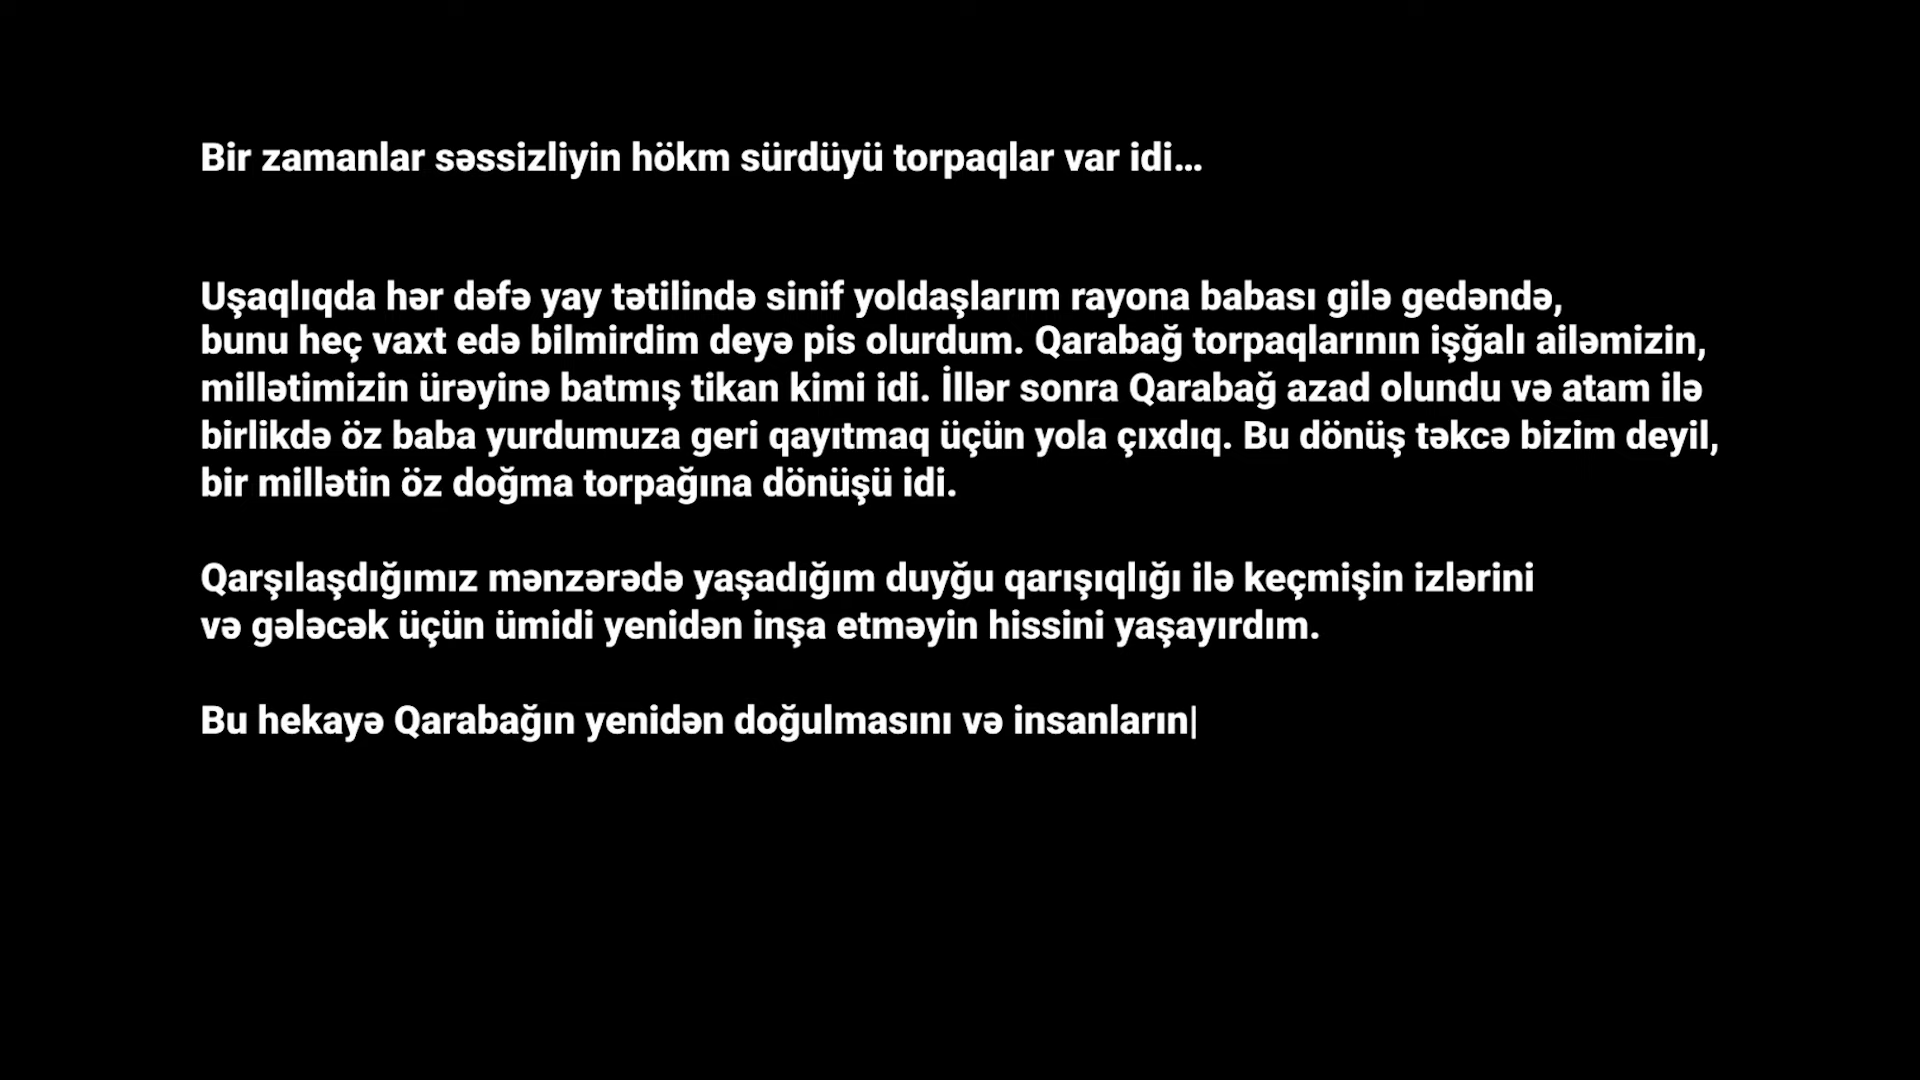 Bir zamanlar səssizliyin hökm sürdüyü torpaqlar var idi...
Uşaqlıqda hər dəfə yay tətilində sinif yoldaşlarım rayona babası gilə gedəndə,
bunu heç vaxt edə bilmirdim deyə pis olurdum. Qarabağ torpaqlarının işğalı ailəmizin,
millətimizin ürəyinə batmış tikan kimi idi. İllər sonra Qarabağ azad olundu və atam ilə
birlikdə öz baba yurdumuza geri qayıtmaq üçün yola çıxdıq. Bu dönüş təkcə bizim deyil,
bir millətin öz doğma torpağına dönüşü idi.
Qarşılaşdığımız mənzərədə yaşadığım duyğu qarışıqlığı ilə keçmişin izlərini
və gələcək üçün ümidi yenidən inşa etməyin hissini yaşayırdım.
Bu hekayə Qarabağın yenidən doğulmasını və insanların|